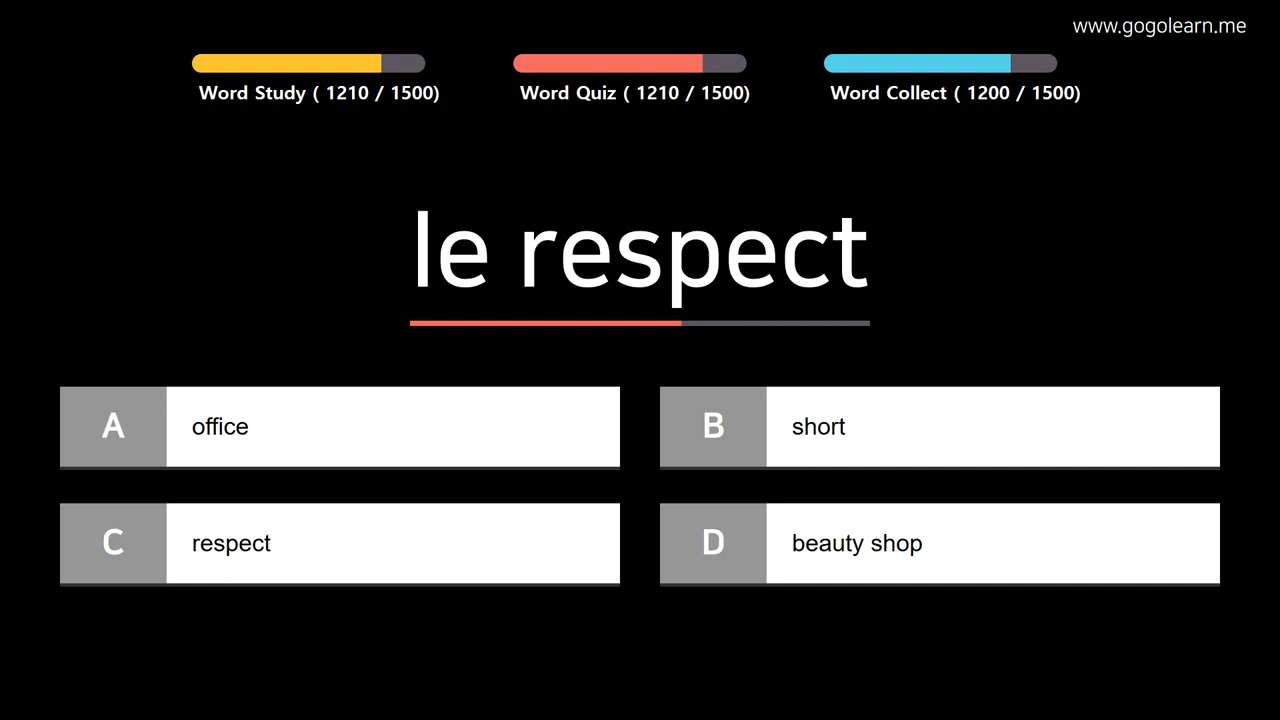 www.gogolearn.me
Word Study ( 1210 / 1500)
Word Quiz ( 1210 / 1500)
Word Collect ( 1200 / 1500)
le respect
A office
B short
C respect
D beauty shop